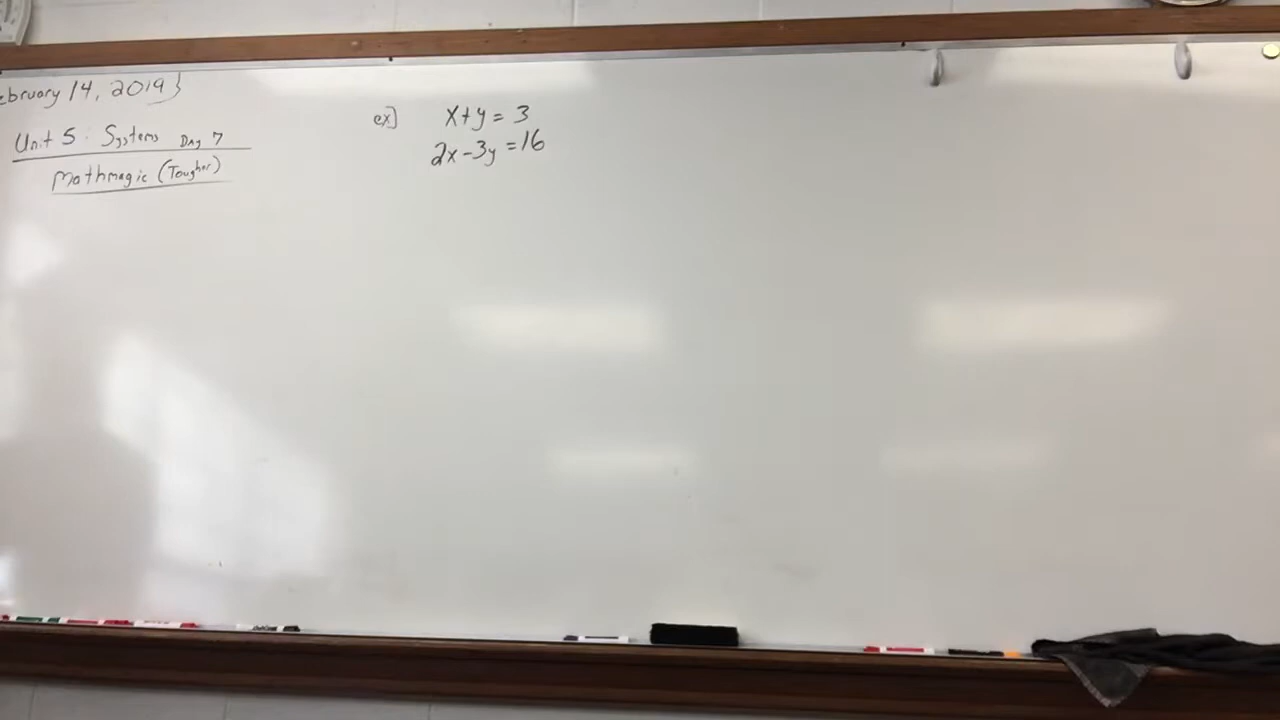 ebruary 14, 2019}
Unit 5: Systems Day 7
Mathmagic (Tougher)
ex] x+y = 3
2x-3y = 16